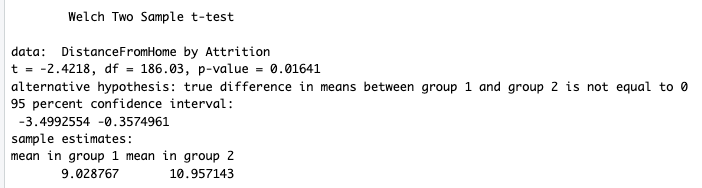 Welch Two Sample t-test
data:  DistanceFromHome by Attrition
t = -2.4218, df = 186.03, p-value = 0.01641
alternative hypothesis: true difference in means between group 1 and group 2 is not equal to 0
95 percent confidence interval:
-3.4992554 -0.3574961
sample estimates:
mean in group 1 mean in group 2
9.028767       10.957143